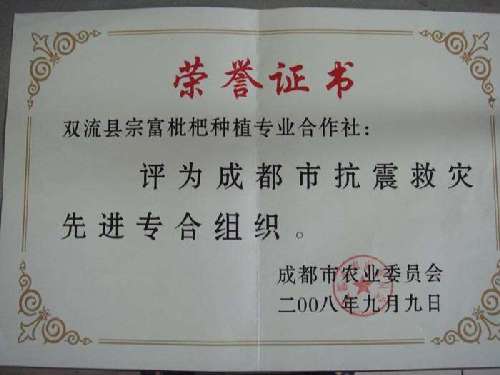 荣誉证书
双流县宗富枇杷种植专业合作社：
评为成都市抗震救灾
先进专合组织。
成都市农业委员会
二00八年九月九日